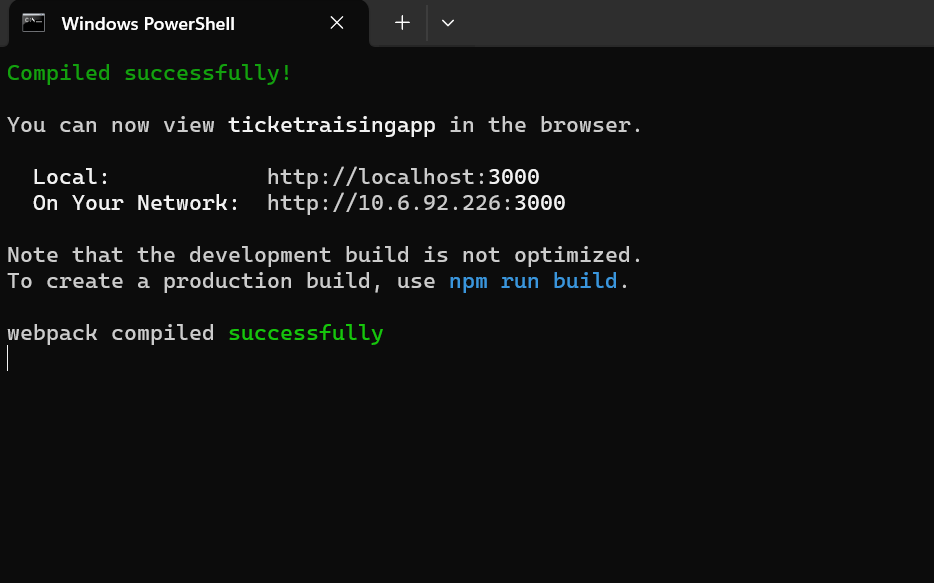 Windows PowerShell
Compiled successfully!
You can now view ticketraisingapp in the browser.
Local: http://localhost:3000
On Your Network: http://10.6.92.226:3000
Note that the development build is not optimized.
To create a production build, use npm run build.
webpack compiled successfully